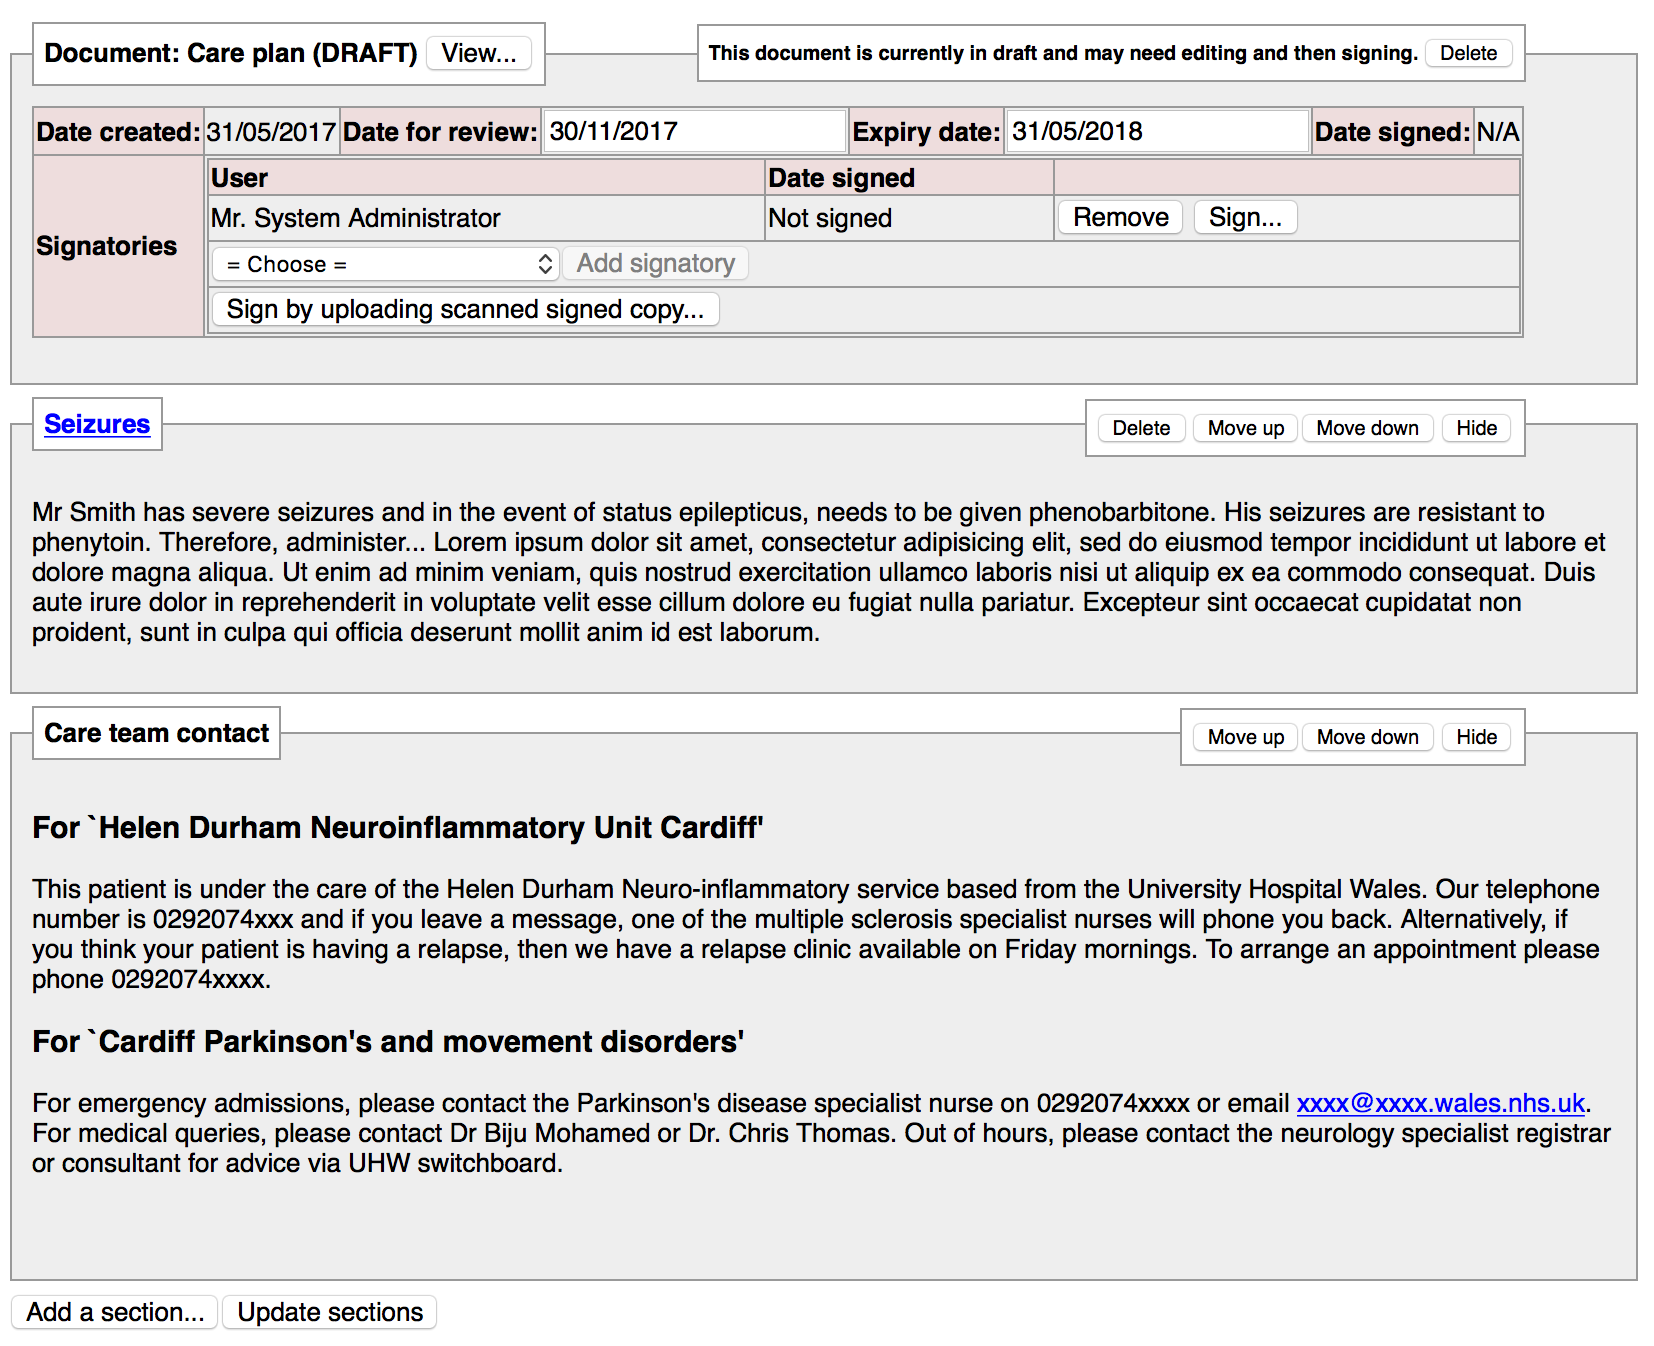 Document: Care plan (DRAFT) View...
This document is currently in draft and may need editing and then signing. Delete
Date created: 31/05/2017 Date for review: 30/11/2017 Expiry date: 31/05/2018 Date signed: N/A
Signatories
User Date signed
Mr. System Administrator Not signed Remove Sign...
= Choose = Add signatory
Sign by uploading scanned signed copy...
Seizures
Delete Move up Move down Hide
Mr Smith has severe seizures and in the event of status epilepticus, needs to be given phenobarbitone. His seizures are resistant to
phenytoin. Therefore, administer... Lorem ipsum dolor sit amet, consectetur adipisicing elit, sed do eiusmod tempor incididunt ut labore et
dolore magna aliqua. Ut enim ad minim veniam, quis nostrud exercitation ullamco laboris nisi ut aliquip ex ea commodo consequat. Duis
aute irure dolor in reprehenderit in voluptate velit esse cillum dolore eu fugiat nulla pariatur. Excepteur sint occaecat cupidatat non
proident, sunt in culpa qui officia deserunt mollit anim id est laborum.
Care team contact
Move up Move down Hide
For `Helen Durham Neuroinflammatory Unit Cardiff'
This patient is under the care of the Helen Durham Neuro-inflammatory service based from the University Hospital Wales. Our telephone
number is 0292074xxx and if you leave a message, one of the multiple sclerosis specialist nurses will phone you back. Alternatively, if
you think your patient is having a relapse, then we have a relapse clinic available on Friday mornings. To arrange an appointment please
phone 0292074xxxx.
For `Cardiff Parkinson's and movement disorders'
For emergency admissions, please contact the Parkinson's disease specialist nurse on 0292074xxxx or email xxxx@xxxx.wales.nhs.uk.
For medical queries, please contact Dr Biju Mohamed or Dr. Chris Thomas. Out of hours, please contact the neurology specialist registrar
or consultant for advice via UHW switchboard.
Add a section... Update sections